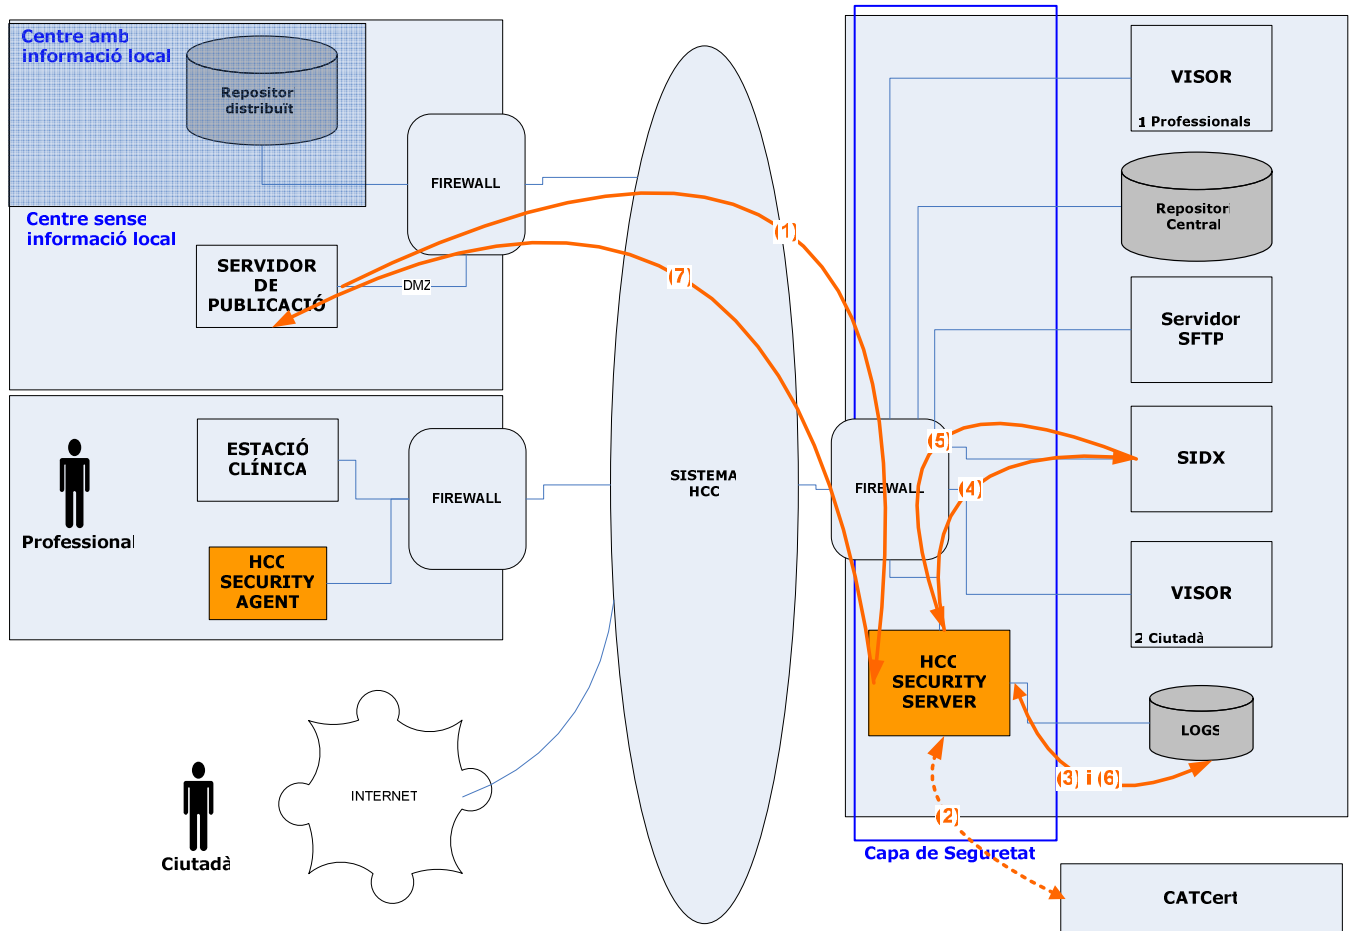 Centre amb
informació local
Repositori
distribuït
Centre sense
informació local
FIREWALL
SERVIDOR
DE
PUBLICACIÓ
DMZ
(1)
(7)
VISOR
1 Professionals
Repositori
Central
Servidor
SFTP
(5)
SIDX
(4)
FIREWALL
ESTACIÓ
CLÍNICA
FIREWALL
SISTEMA
HCC
Professional
HCC
SECURITY
AGENT
VISOR
2 Ciutadà
HCC
SECURITY
SERVER
LOGS
(3) i (6)
INTERNET
(2)
Ciutadà
Capa de Seguretat
CATCert